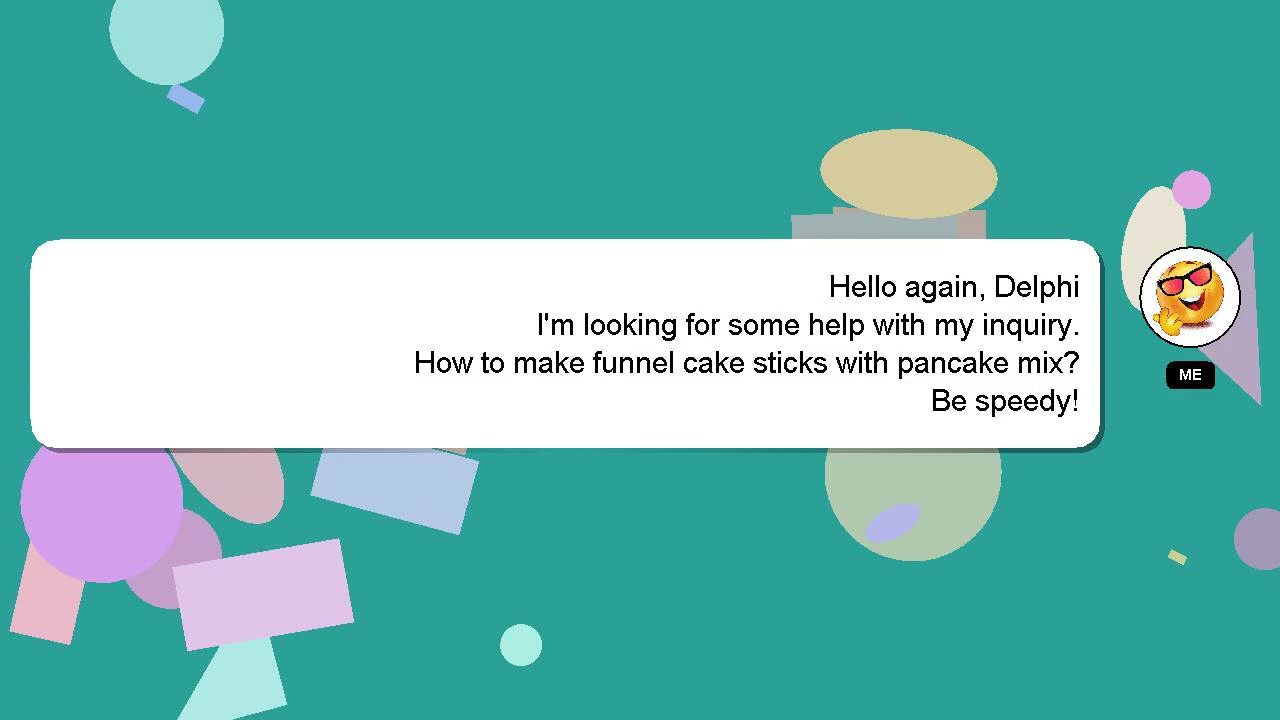 Hello again, Delphi
I'm looking for some help with my inquiry.
How to make funnel cake sticks with pancake mix?
Be speedy!
ME